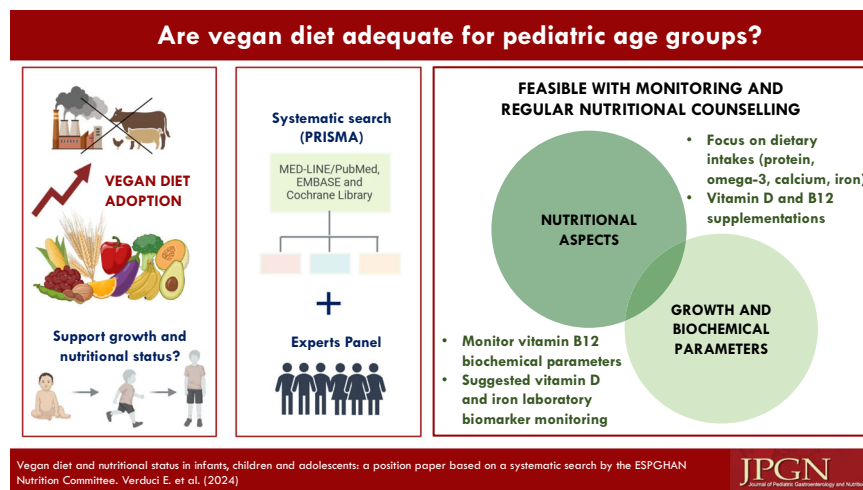 Are vegan diet adequate for pediatric age groups?
VEGAN DIET
ADOPTION
Support growth and
nutritional status?
Systematic search
(PRISMA)
MED-LINE/PubMed,
EMBASE and
Cochrane Library
+
Experts Panel
FEASIBLE WITH MONITORING AND
REGULAR NUTRITIONAL COUNSELLING
• Focus on dietary
intakes (protein,
omega-3, calcium, iron)
• Vitamin D and B12
supplementations
NUTRITIONAL
ASPECTS
GROWTH AND
BIOCHEMICAL
PARAMETERS
• Monitor vitamin B12
biochemical parameters
• Suggested vitamin D
and iron laboratory
biomarker monitoring
Vegan diet and nutritional status in infants, children and adolescents: a position paper based on a systematic search by the ESPGHAN
Nutrition Committee. Verduci E. et al. (2024)
JPGN
Journal of Pediatric Gastroenterology and Nutrition